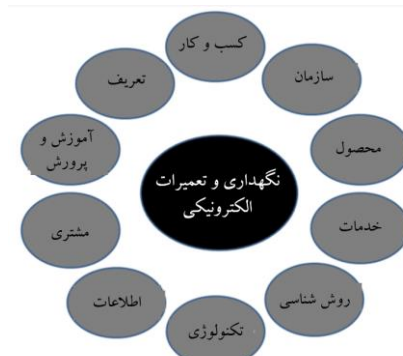 کسب و کار
سازمان
محصول
خدمات
روش شناسی
تکنولوژی
اطلاعات
مشتری
آموزش و
پرورش
تعریف
نگهداری و تعمیرات
الکترونیکی